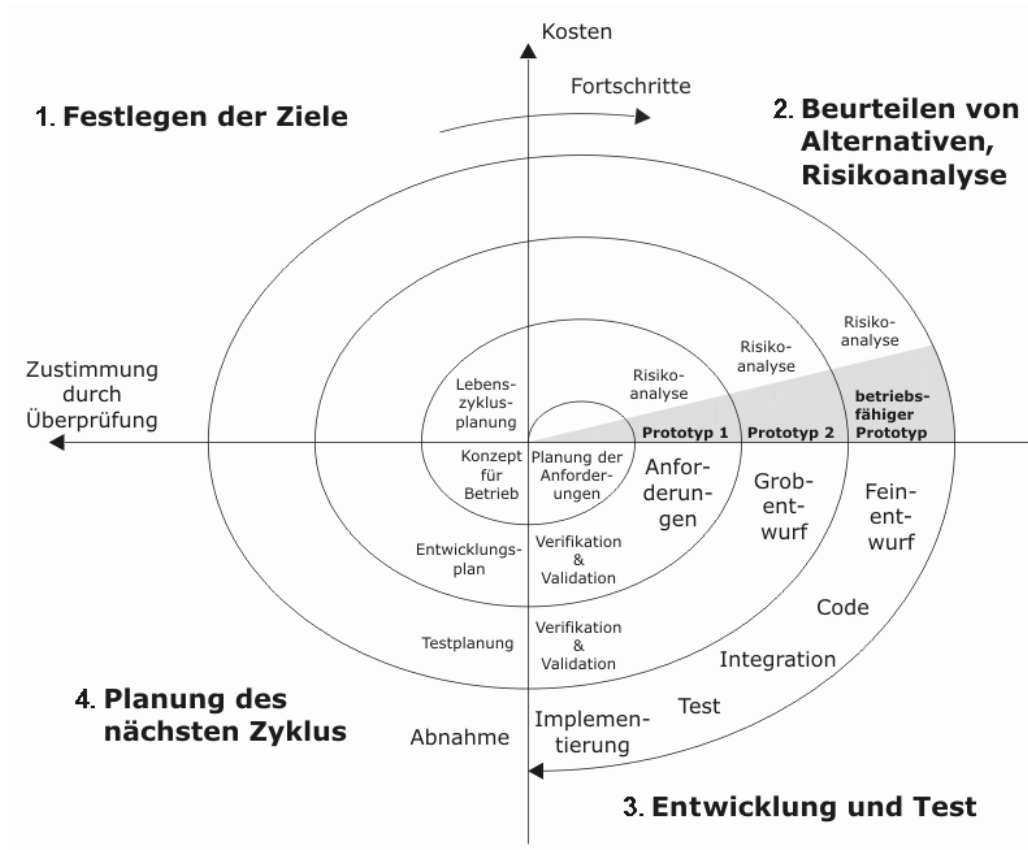 Kosten
Fortschritte
1. Festlegen der Ziele
2. Beurteilen von
Alternativen,
Risikoanalyse
Zustimmung
durch
Überprüfung
Lebens-
zyklus-
planung
Risiko-
analyse
Risiko-
analyse
Risiko-
analyse
Prototyp 1
Prototyp 2
betriebs-
fähiger
Prototyp
Konzept
für
Betrieb
Planung der
Anforder-
ungen
Anfor-
derun-
gen
Grob-
ent-
wurf
Fein-
ent-
wurf
Entwicklungs-
plan
Verifikation
&
Validation
Code
Testplanung
Verifikation
&
Validation
Integration
Test
4. Planung des
nächsten Zyklus
Abnahme
Implemen-
tierung
3. Entwicklung und Test